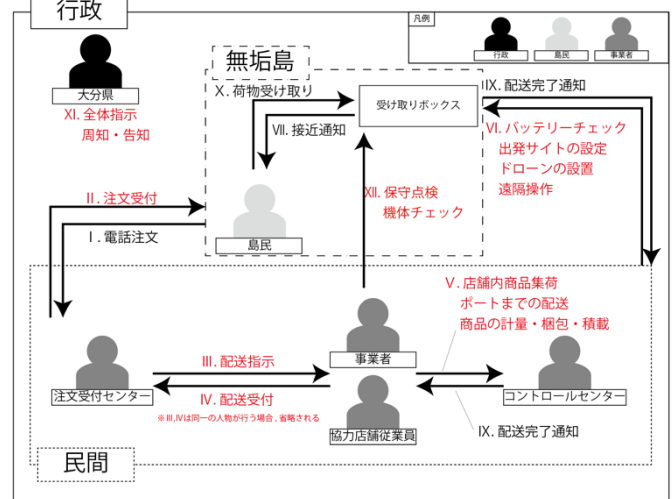 行政
凡例
行政
島民
事業者
大分県
XI. 全体指示
周知・告知
無垢島
X. 荷物受け取り
受け取りボックス
IX. 配送完了通知
VII. 接近通知
VI. バッテリーチェック
出発サイトの設定
ドローンの設置
遠隔操作
XII. 保守点検
機体チェック
II. 注文受付
I . 電話注文
島民
V. 店舗内商品集荷
ポートまでの配送
商品の計量・梱包・積載
III. 配送指示
事業者
注文受付センター
コントロールセンター
IV. 配送受付
※III,IVは同一の人物が行う場合, 省略される
協力店舗従業員
IX. 配送完了通知
民間